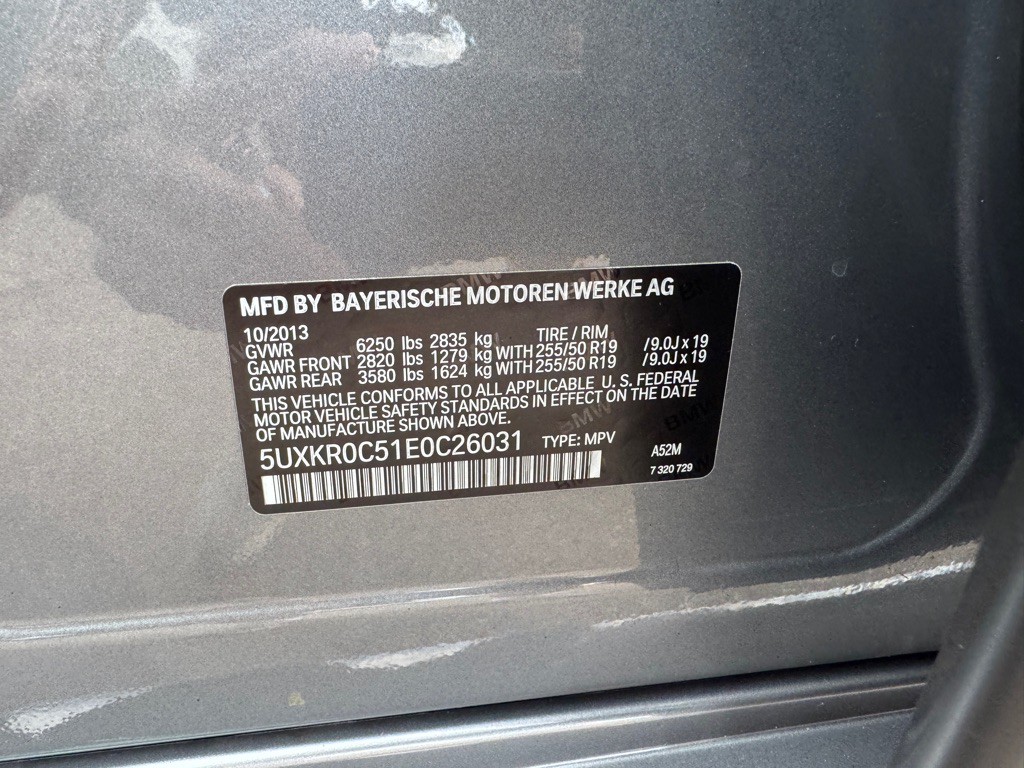 MFD BY BAYERISCHE MOTOREN WERKE AG
10/2013 TIRE / RIM
GVWR 6250 lbs 2835 kg
GAWR FRONT 2820 lbs 1279 kg WITH 255/50 R19 / 9.0J x 19
GAWR REAR 3580 lbs 1624 kg WITH 255/50 R19 / 9.0J x 19
THIS VEHICLE CONFORMS TO ALL APPLICABLE U. S. FEDERAL
MOTOR VEHICLE SAFETY STANDARDS IN EFFECT ON THE DATE
OF MANUFACTURE SHOWN ABOVE.
5UXKR0C51E0C26031 TYPE: MPV A52M
7 320 729